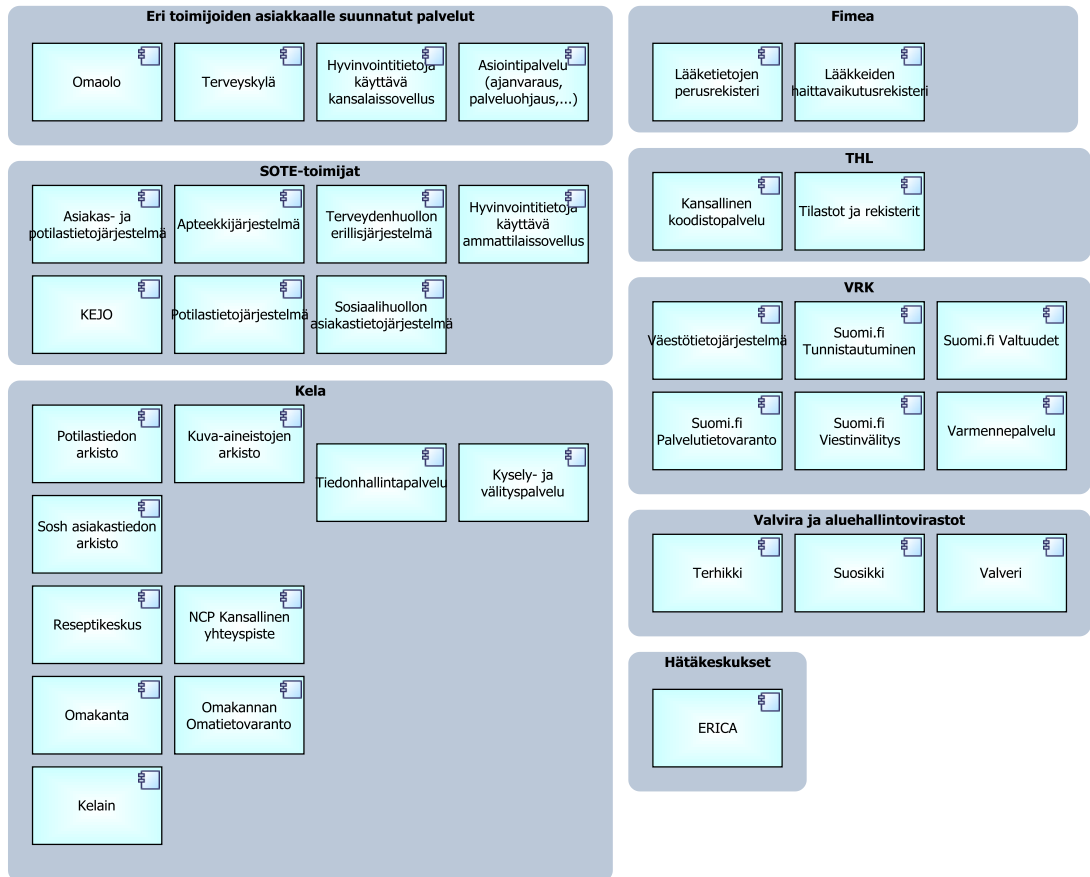 Eri toimijoiden asiakkaalle suunnatut palvelut
Omaolo
Terveyskylä
Hyvinvointitietoja
käyttävä
kansalaissovellus
Asiointipalvelu
(ajanvaraus,
palveluohjaus,...)
SOTE-toimijat
Asiakas- ja
potilastietojärjestelmä
Apteekkijärjestelmä
Terveydenhuollon
erillisjärjestelmä
Hyvinvointitietoja
käyttävä
ammattilaissovellus
KEJO
Potilastietojärjestelmä
Sosiaalihuollon
asiakastietojärjestelmä
Kela
Potilastiedon
arkisto
Kuva-aineistojen
arkisto
Tiedonhallintapalvelu
Kysely- ja
välityspalvelu
Sosh asiakastiedon
arkisto
Reseptikeskus
NCP Kansallinen
yhteyspiste
Omakanta
Omakannan
Omatietovaranto
Kelain
Fimea
Lääketietojen
perusrekisteri
Lääkkeiden
haittavaikutusrekisteri
THL
Kansallinen
koodistopalvelu
Tilastot ja rekisterit
VRK
Väestötietojärjestelmä
Suomi.fi
Tunnistautuminen
Suomi.fi Valtuudet
Suomi.fi
Palvelutietovaranto
Suomi.fi
Viestinvälitys
Varmennepalvelu
Valvira ja aluehallintovirastot
Terhikki
Suosikki
Valveri
Hätäkeskukset
ERICA